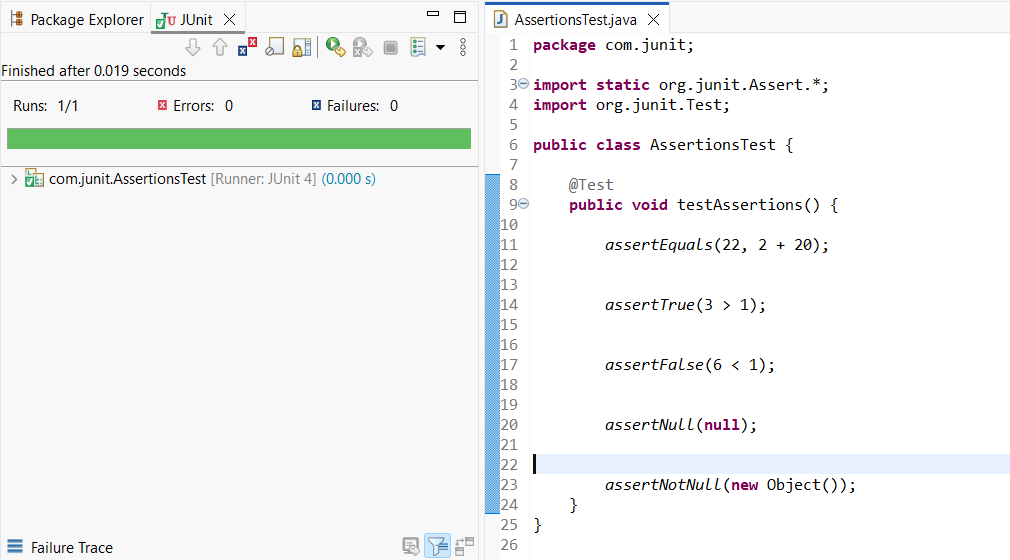 Package Explorer JUnit
Finished after 0.019 seconds
Runs: 1/1 Errors: 0 Failures: 0
com.junit.AssertionsTest [Runner: JUnit 4] (0.000 s)
Failure Trace
AssertionsTest.java
1 package com.junit;
2
3 import static org.junit.Assert.*;
4 import org.junit.Test;
5
6 public class AssertionsTest {
7
8 @Test
9 public void testAssertions() {
10
11 assertEquals(22, 2 + 20);
12
13
14 assertTrue(3 > 1);
15
16
17 assertFalse(6 < 1);
18
19
20 assertNull(null);
21
22
23 assertNotNull(new Object());
24 }
25 }
26